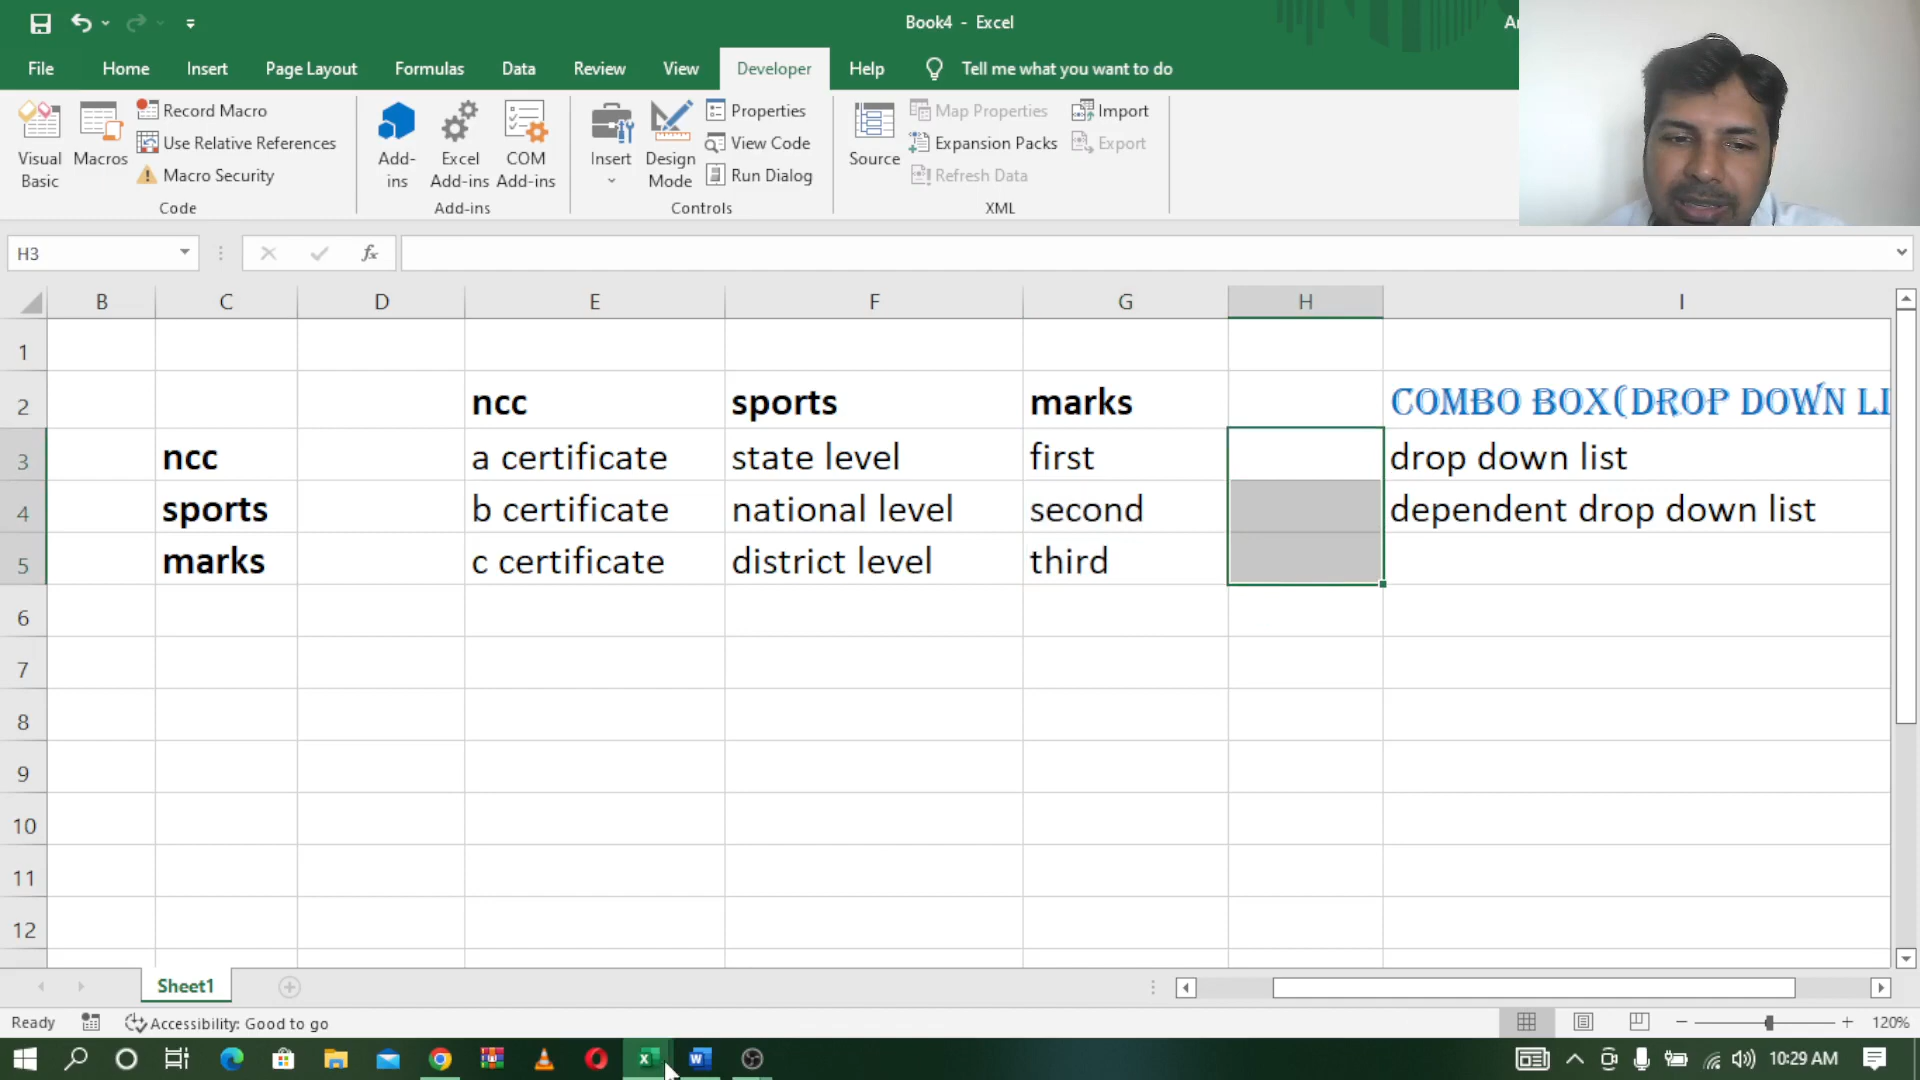 Book4 - Excel
File Home Insert Page Layout Formulas Data Review View Developer Help Tell me what you want to do
Visual Basic
Macros
Record Macro
Use Relative References
Macro Security
Code
Add-ins
Excel Add-ins
COM Add-ins
Add-ins
Insert
Design Mode
Properties
View Code
Run Dialog
Controls
Source
Map Properties
Expansion Packs
Refresh Data
Import
Export
XML
H3
fx
B C D E F G H I
1
2 ncc sports marks COMBO BOX(DROP DOWN LI
3 ncc a certificate state level first drop down list
4 sports b certificate national level second dependent drop down list
5 marks c certificate district level third
6
7
8
9
10
11
12
Sheet1
Ready Accessibility: Good to go 120%
10:29 AM